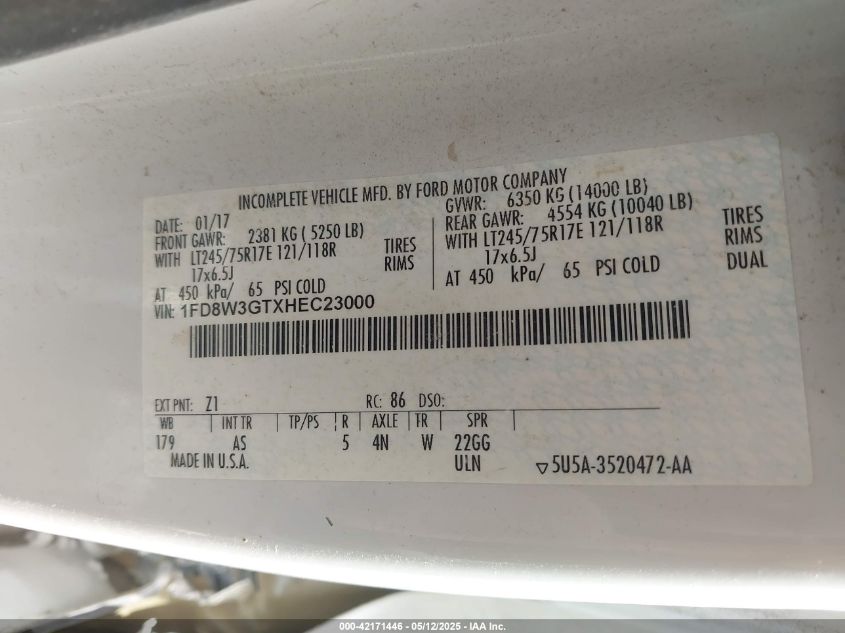 INCOMPLETE VEHICLE MFD. BY FORD MOTOR COMPANY
DATE: 01/17
FRONT GAWR: 2381 KG ( 5250 LB)
WITH LT245/75R17E 121/118R TIRES
17x6.5J RIMS
AT 450 kPa/ 65 PSI COLD
GVWR: 6350 KG (14000 LB)
REAR GAWR: 4554 KG (10040 LB)
WITH LT245/75R17E 121/118R TIRES
17x6.5J RIMS
AT 450 kPa/ 65 PSI COLD DUAL
VIN: 1FD8W3GTXHEC23000
EXT PNT: Z1 RC: 86 DSO:
WB INT TR TP/PS R AXLE TR SPR
179 AS 5 4N W 22GG
MADE IN U.S.A. ULN ▽5U5A-3520472-AA
000-42171446 - 05/12/2025 - IAA Inc.